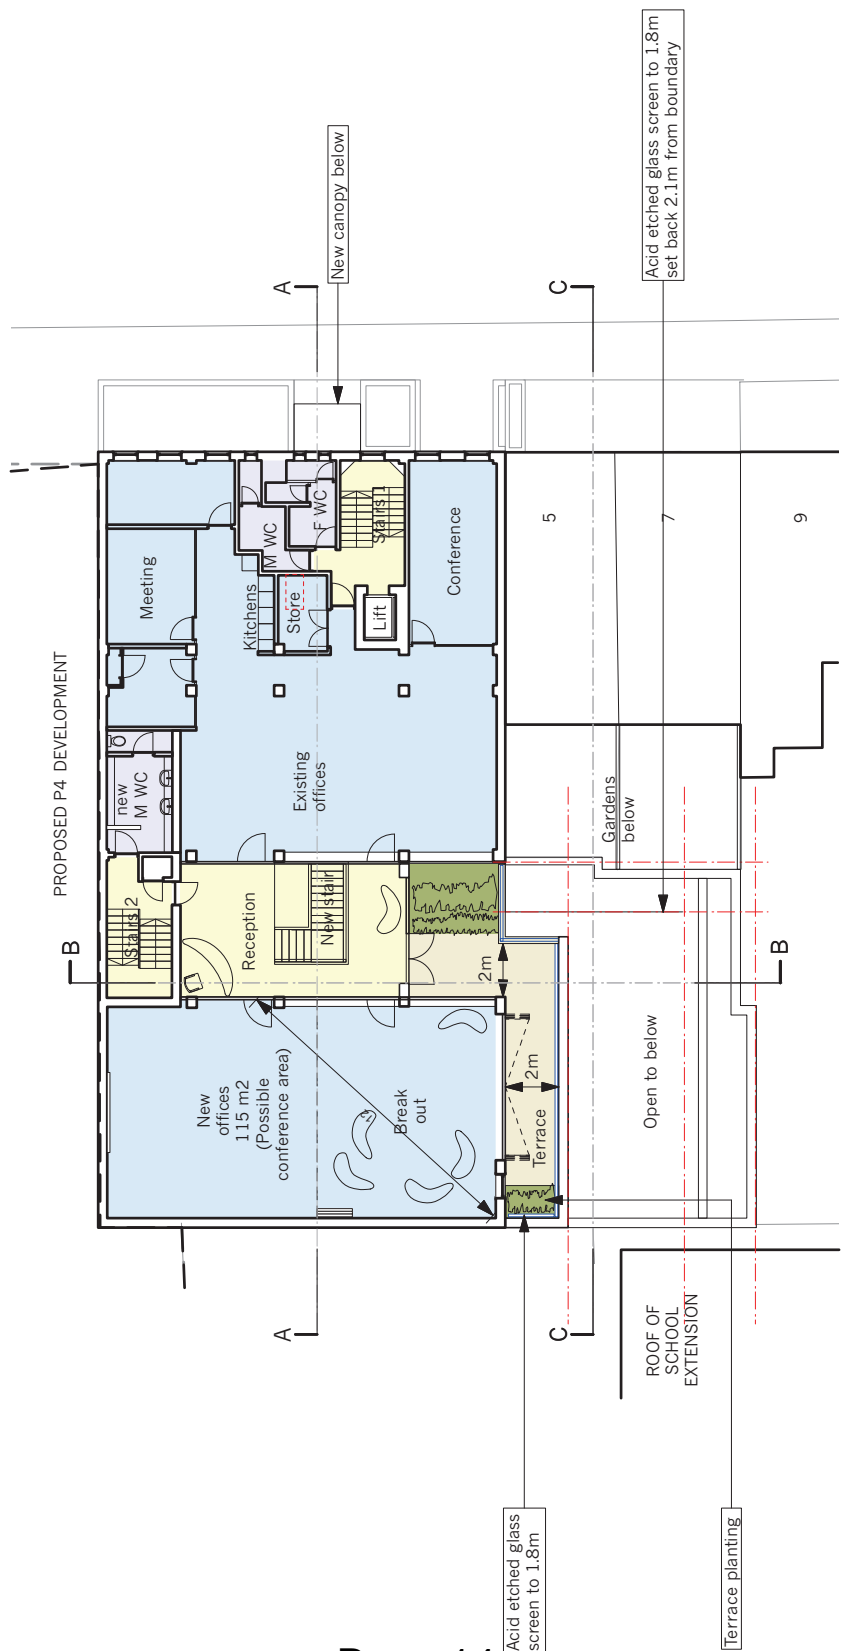 Acid etched glass screen to 1.8m
set back 2.1m from boundary
New canopy below
A
C
5
7
9
Meeting
Kitchens
M WC
F WC
Store
Stairs 1
Lift
Conference
PROPOSED P4 DEVELOPMENT
new
M WC
Existing
offices
Gardens
below
B
Stairs 2
Reception
New stair
2m
B
New
offices
115 m2
(Possible
conference area)
Break
out
2m
Terrace
Open to below
A
C
ROOF OF
SCHOOL
EXTENSION
Acid etched glass
screen to 1.8m
Terrace planting